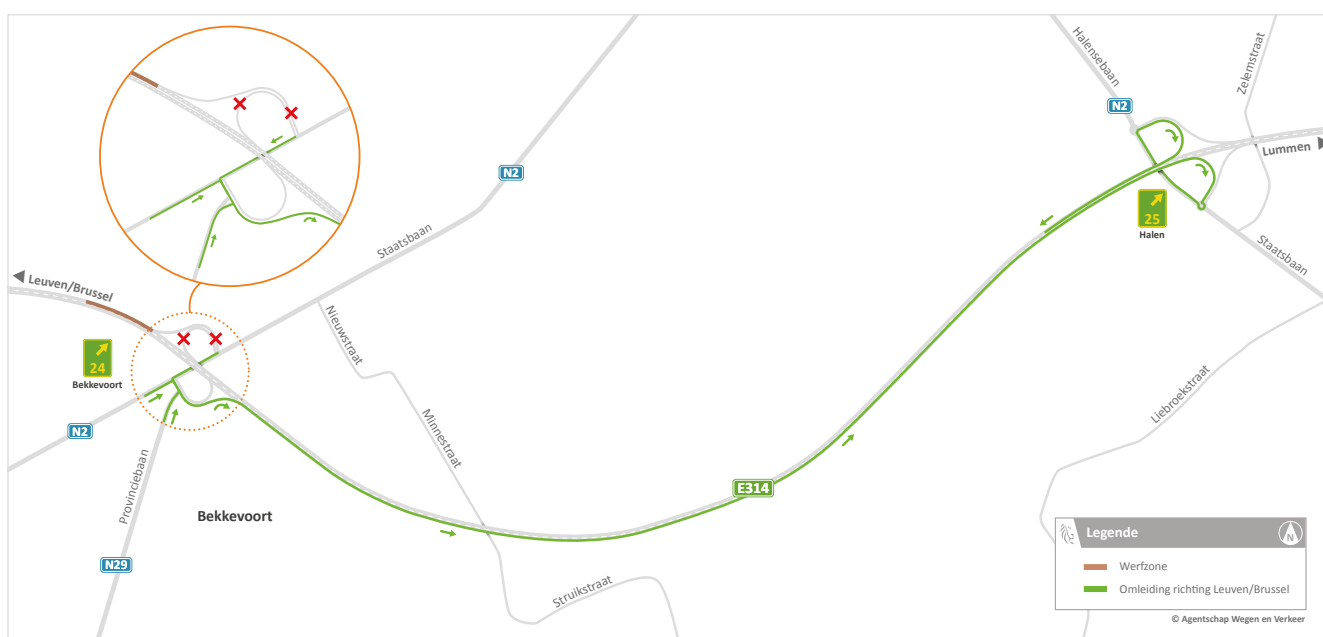 Halensebaan
Zelemstraat
N2
Lummen
N2
25
Halen
Staatsbaan
Staatsbaan
Leuven/Brussel
Nieuwstraat
24
Bekkevoort
Minnestraat
Liebroekstraat
N2
Provinciebaan
E314
Bekkevoort
N29
Struikstraat
Legende
N
Werfzone
Omleiding richting Leuven/Brussel
© Agentschap Wegen en Verkeer